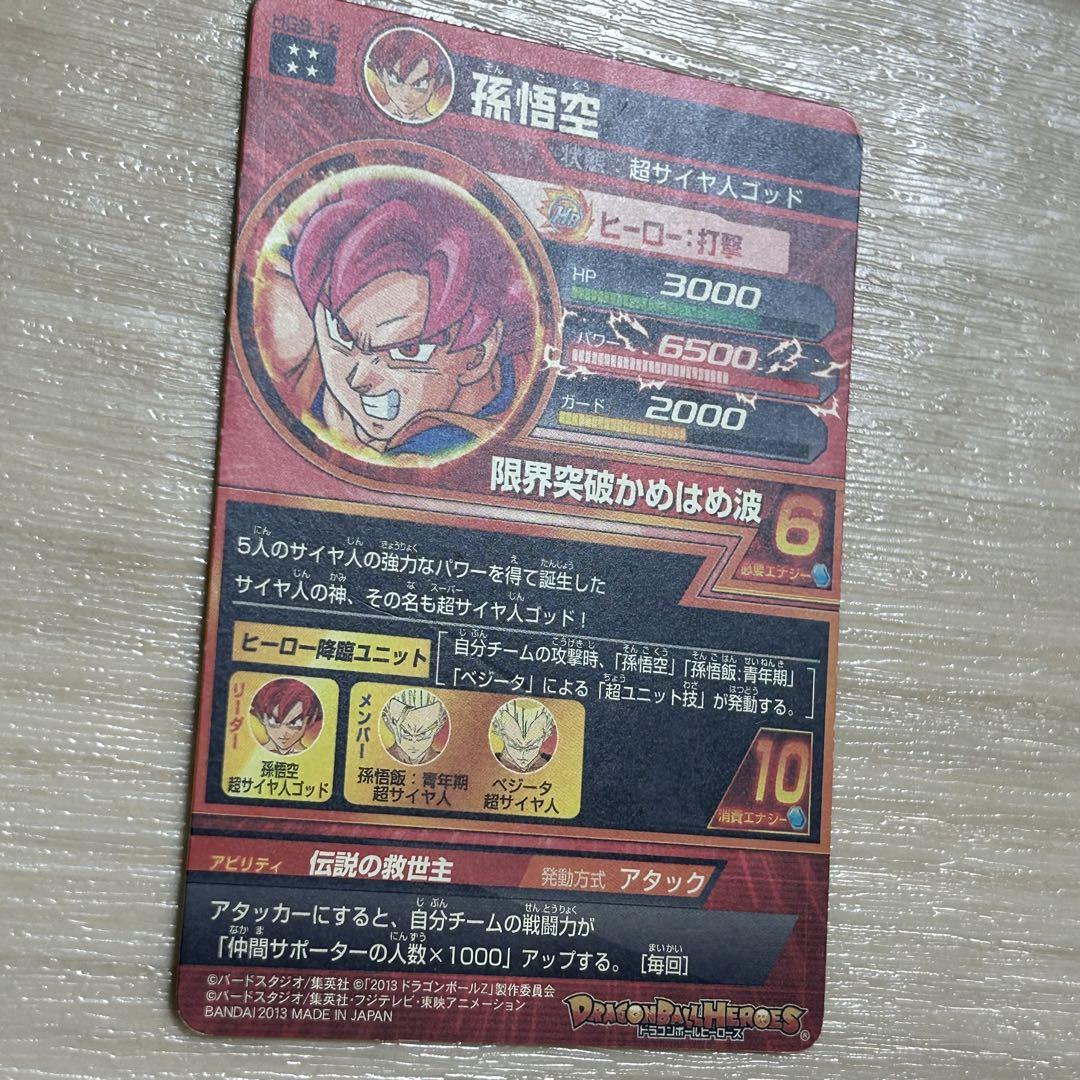 HG9-12
孫悟空
そんごくう
状態：超サイヤ人ゴッド
HR
ヒーロー：打撃
HP 3000
パワー 6500
ガード 2000
限界突破かめはめ波
6
必要エナジー
5人のサイヤ人の強力なパワーを得て誕生した
サイヤ人の神、その名も超サイヤ人ゴッド！
ヒーロー降臨ユニット
自分チームの攻撃時、「孫悟空」「孫悟飯:青年期」
「ベジータ」による「超ユニット技」が発動する。
リーダー
孫悟空
超サイヤ人ゴッド
メンバー
孫悟飯：青年期
超サイヤ人
ベジータ
超サイヤ人
10
消費エナジー
アビリティ 伝説の救世主
発動方式 アタック
アタッカーにすると、自分チームの戦闘力が
「仲間サポーターの人数×1000」アップする。［毎回］
©バードスタジオ/集英社 ©「2013 ドラゴンボールZ」製作委員会
©バードスタジオ/集英社・フジテレビ・東映アニメーション
BANDAI 2013 MADE IN JAPAN
DRAGONBALL HEROES
ドラゴンボールヒーローズ